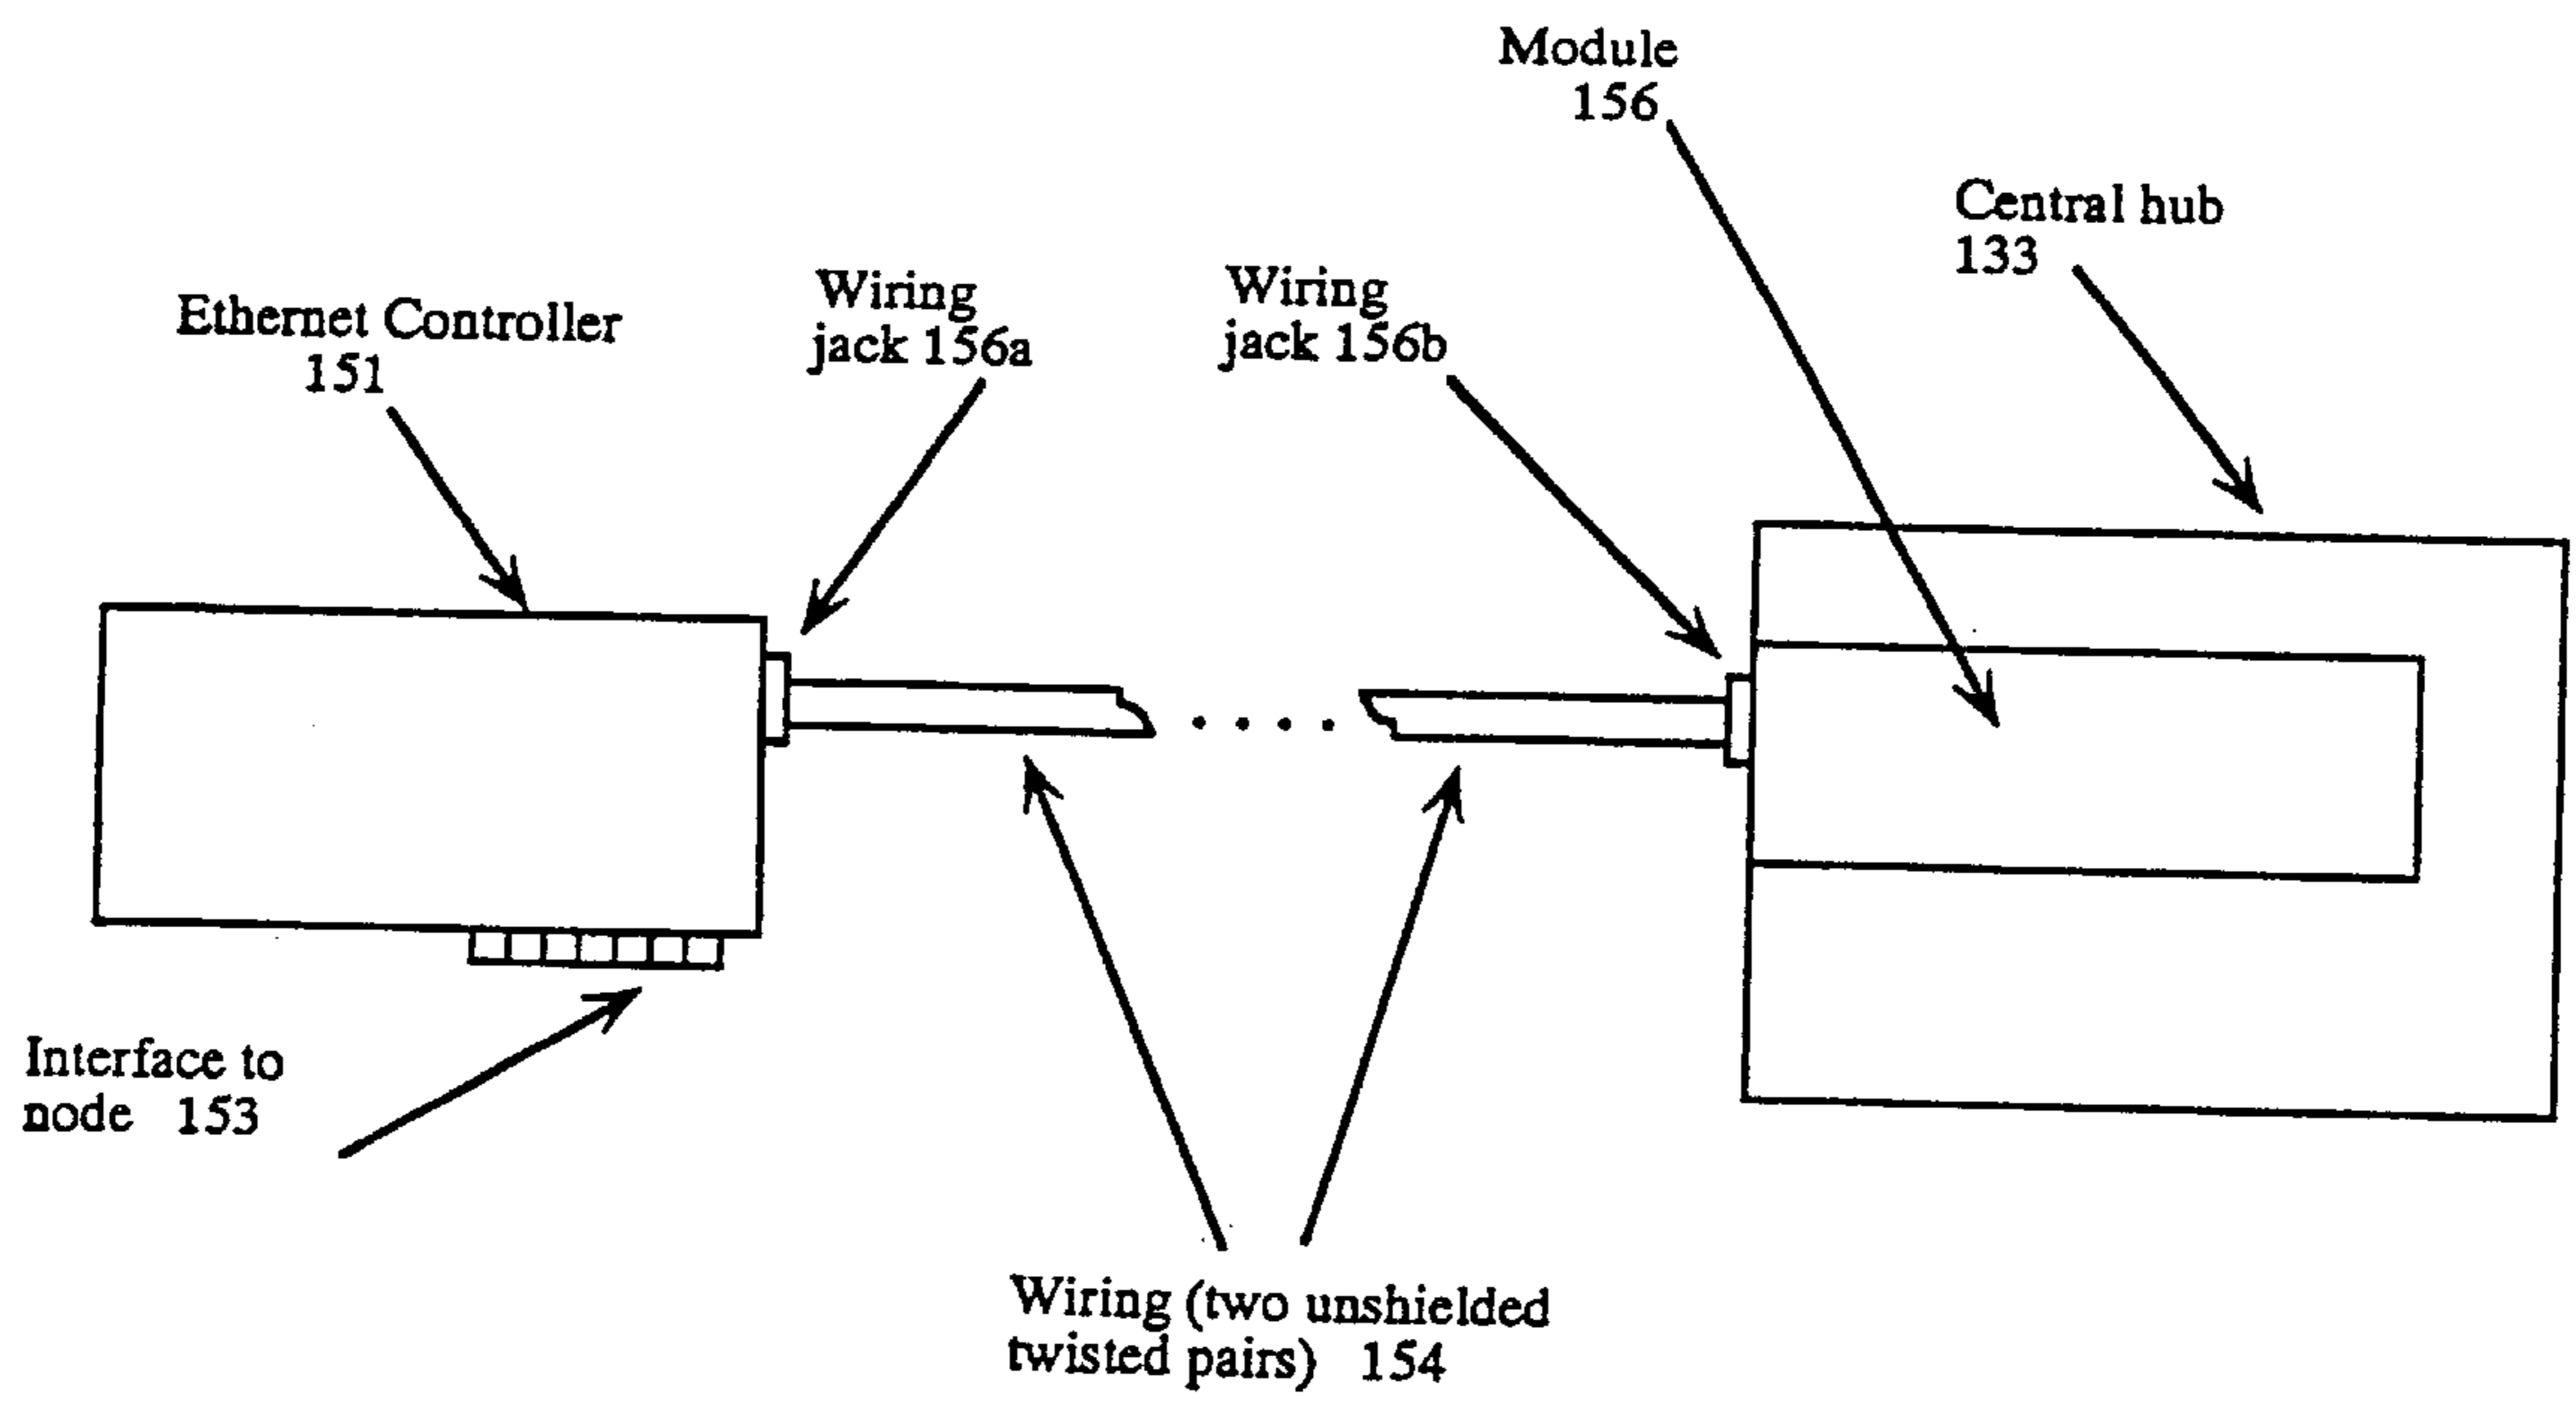 Module
156
Central hub
133
Ethernet Controller
151
Wiring
jack 156a
Wiring
jack 156b
Interface to
node 153
Wiring (two unshielded
twisted pairs) 154